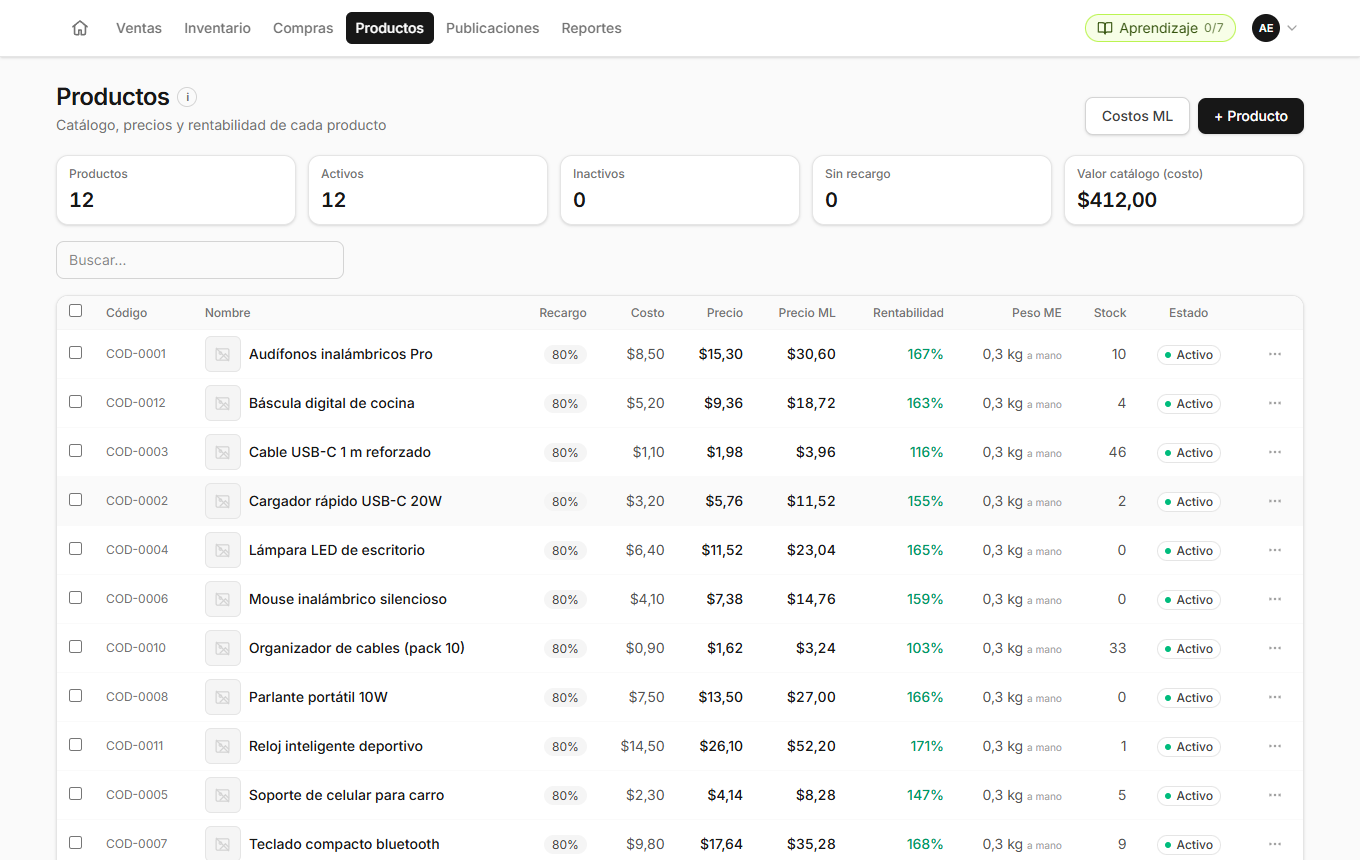 Ventas Inventario Compras Productos Publicaciones Reportes Aprendizaje 0/7 AE
Productos i
Catálogo, precios y rentabilidad de cada producto
Costos ML + Producto
Productos Activos Inactivos Sin recargo Valor catálogo (costo)
12 12 0 0 $412,00
Buscar...
Código Nombre Recargo Costo Precio Precio ML Rentabilidad Peso ME Stock Estado
COD-0001 Audífonos inalámbricos Pro 80% $8,50 $15,30 $30,60 167% 0,3 kg a mano 10 Activo ...
COD-0012 Báscula digital de cocina 80% $5,20 $9,36 $18,72 163% 0,3 kg a mano 4 Activo ...
COD-0003 Cable USB-C 1 m reforzado 80% $1,10 $1,98 $3,96 116% 0,3 kg a mano 46 Activo ...
COD-0002 Cargador rápido USB-C 20W 80% $3,20 $5,76 $11,52 155% 0,3 kg a mano 2 Activo ...
COD-0004 Lámpara LED de escritorio 80% $6,40 $11,52 $23,04 165% 0,3 kg a mano 0 Activo ...
COD-0006 Mouse inalámbrico silencioso 80% $4,10 $7,38 $14,76 159% 0,3 kg a mano 0 Activo ...
COD-0010 Organizador de cables (pack 10) 80% $0,90 $1,62 $3,24 103% 0,3 kg a mano 33 Activo ...
COD-0008 Parlante portátil 10W 80% $7,50 $13,50 $27,00 166% 0,3 kg a mano 0 Activo ...
COD-0011 Reloj inteligente deportivo 80% $14,50 $26,10 $52,20 171% 0,3 kg a mano 1 Activo ...
COD-0005 Soporte de celular para carro 80% $2,30 $4,14 $8,28 147% 0,3 kg a mano 5 Activo ...
COD-0007 Teclado compacto bluetooth 80% $9,80 $17,64 $35,28 168% 0,3 kg a mano 9 Activo ...